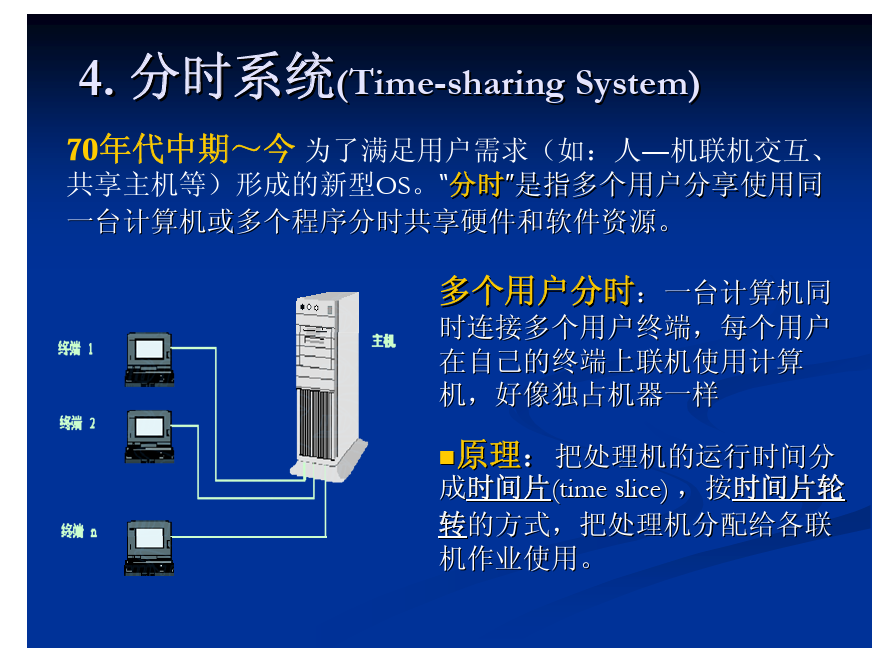 4. 分时系统(Time-sharing System)
70年代中期～今 为了满足用户需求（如：人—机联机交互、
共享主机等）形成的新型OS。“分时”是指多个用户分享使用同
一台计算机或多个程序分时共享硬件和软件资源。
多个用户分时：一台计算机同
时连接多个用户终端，每个用户
在自己的终端上联机使用计算
机，好像独占机器一样
■原理：把处理机的运行时间分
成时间片(time slice) ，按时间片轮
转的方式，把处理机分配给各联
机作业使用。
终端 1
主机
终端 2
终端 n